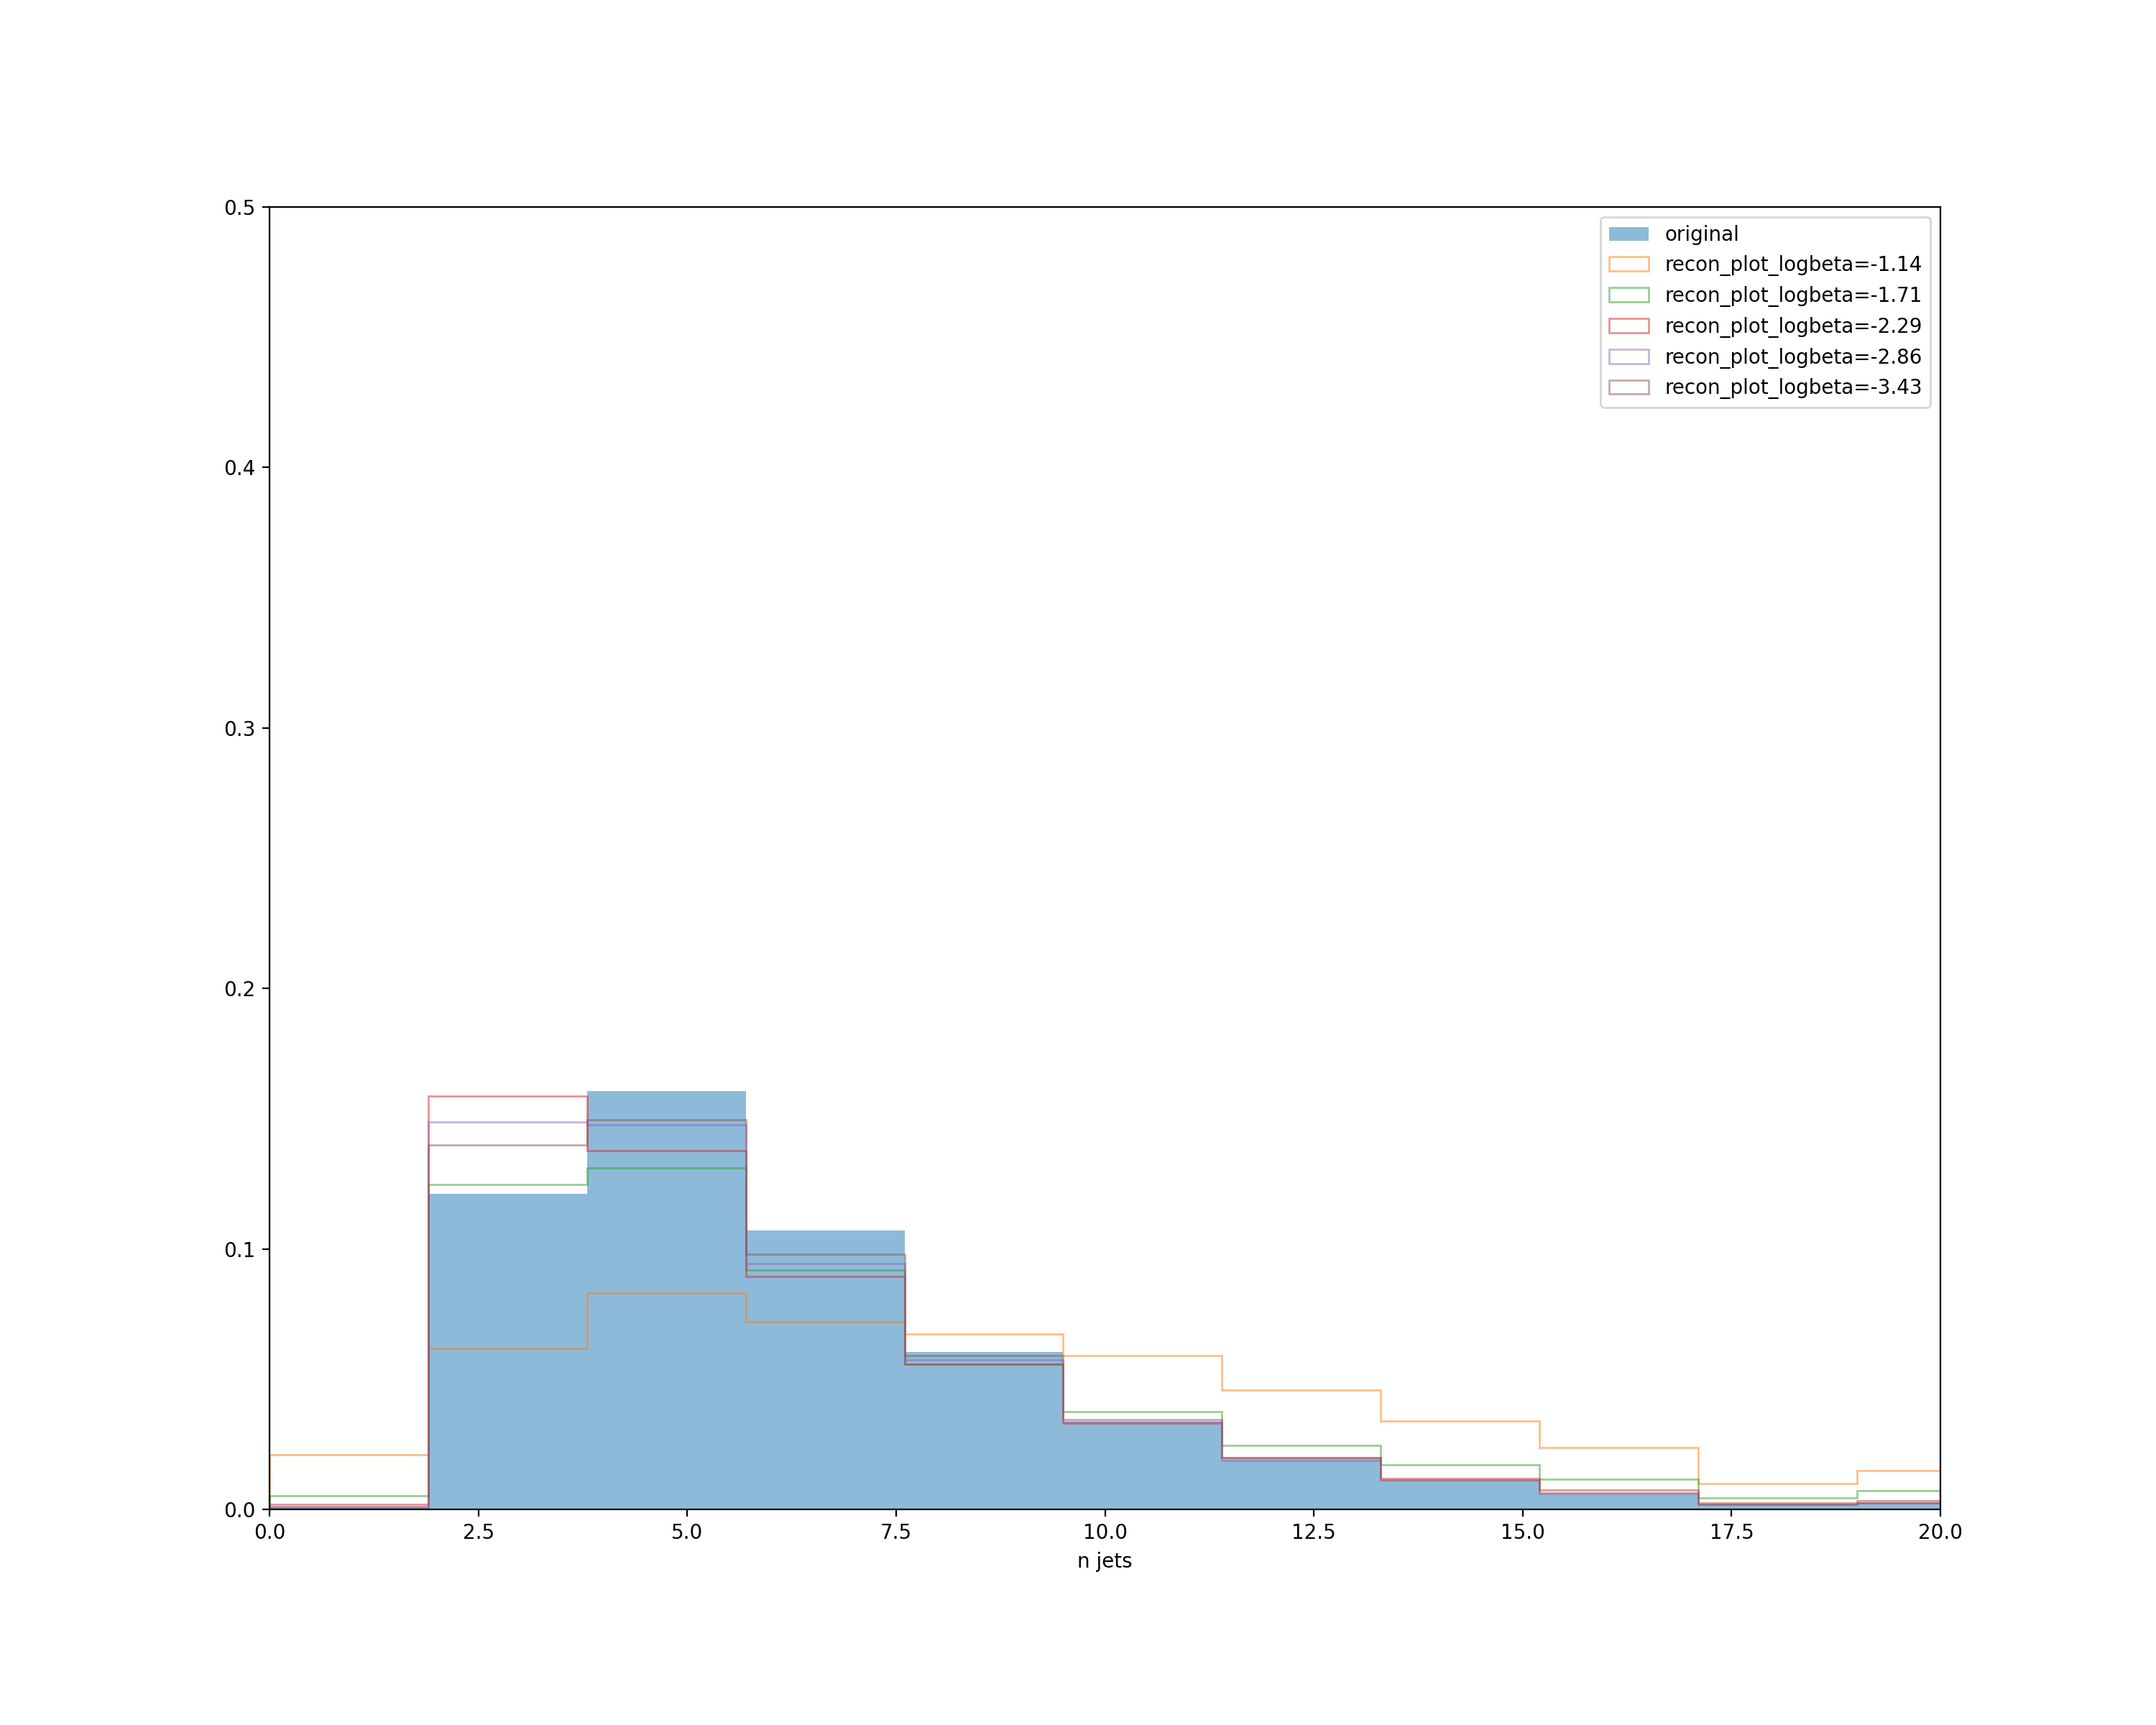 0.5
0.4
0.3
0.2
0.1
0.0
original
recon_plot_logbeta=-1.14
recon_plot_logbeta=-1.71
recon_plot_logbeta=-2.29
recon_plot_logbeta=-2.86
recon_plot_logbeta=-3.43
0.0 2.5 5.0 7.5 10.0 12.5 15.0 17.5 20.0
n jets